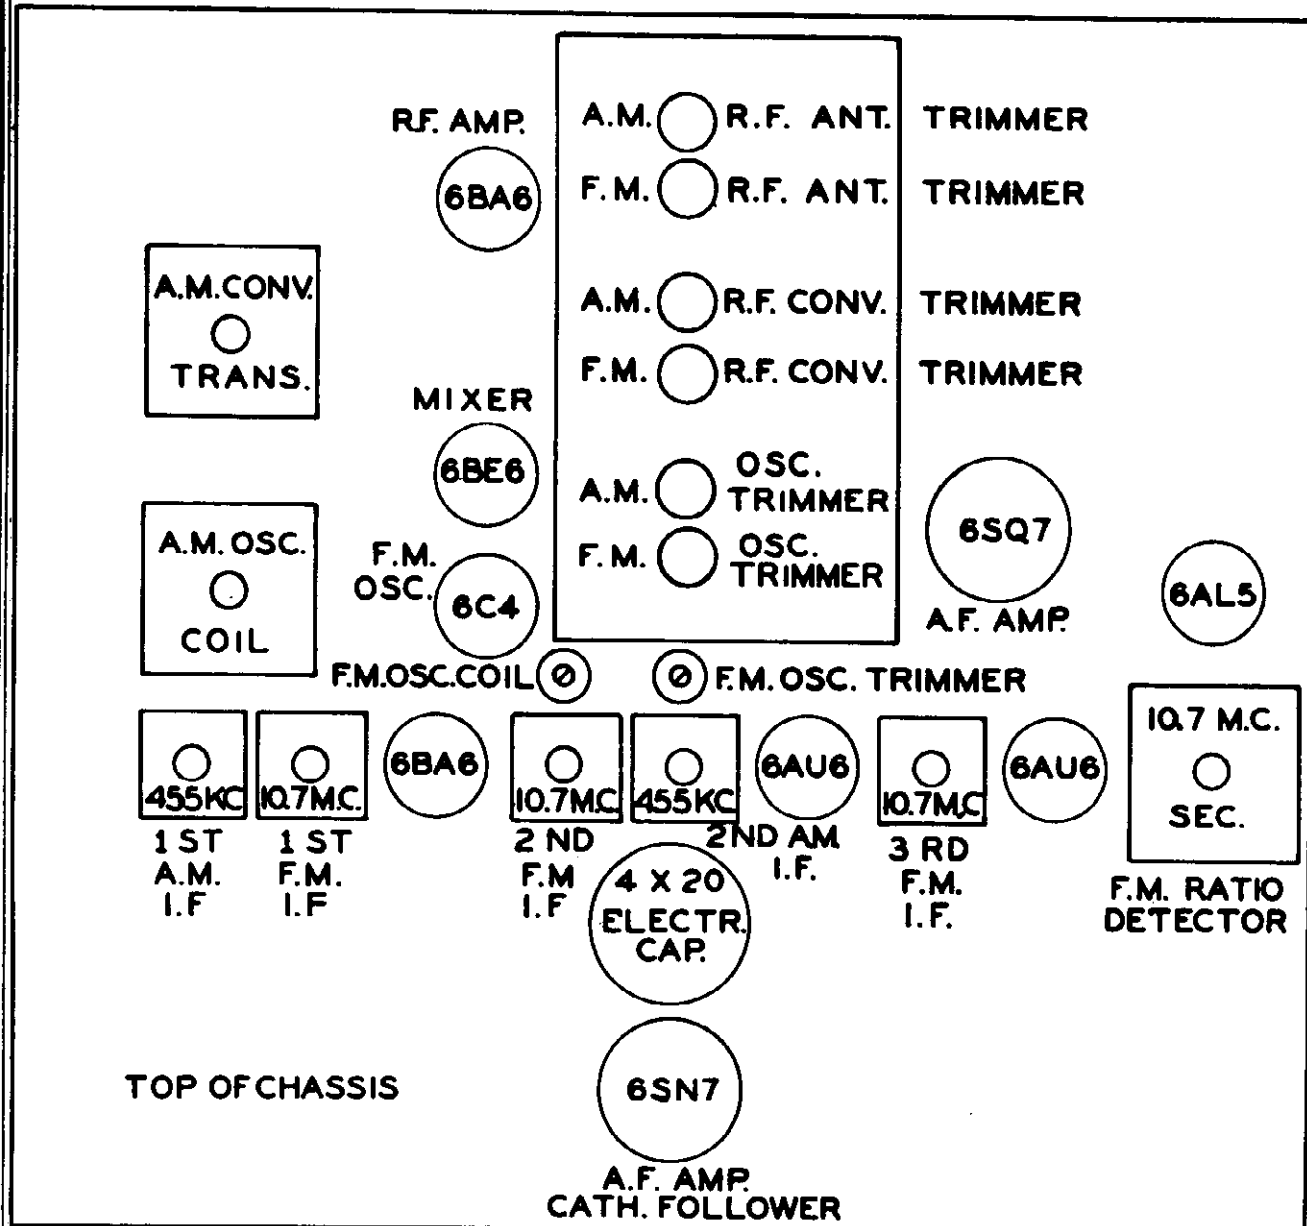 R.F. AMP.
6BA6
A.M. R.F. ANT. TRIMMER
F.M. R.F. ANT. TRIMMER
A.M. R.F. CONV. TRIMMER
F.M. R.F. CONV. TRIMMER
A.M. OSC.
TRIMMER
F.M. OSC.
TRIMMER
A.M.CONV.
TRANS.
MIXER
6BE6
A.M. OSC.
COIL
F.M.
OSC.
6C4
6SQ7
A.F. AMP.
6AL5
F.M.OSC.COIL
F.M. OSC. TRIMMER
455KC
1 ST
A.M.
I.F
10.7M.C.
1 ST
F.M.
I.F
6BA6
10.7M.C
2 ND
F.M
I.F
455KC
2ND A.M.
I.F.
6AU6
10.7M.C
3 RD
F.M.
I.F.
6AU6
10.7 M.C.
SEC.
F.M. RATIO
DETECTOR
4 X 20
ELECTR.
CAP.
TOP OF CHASSIS
6SN7
A.F. AMP.
CATH. FOLLOWER